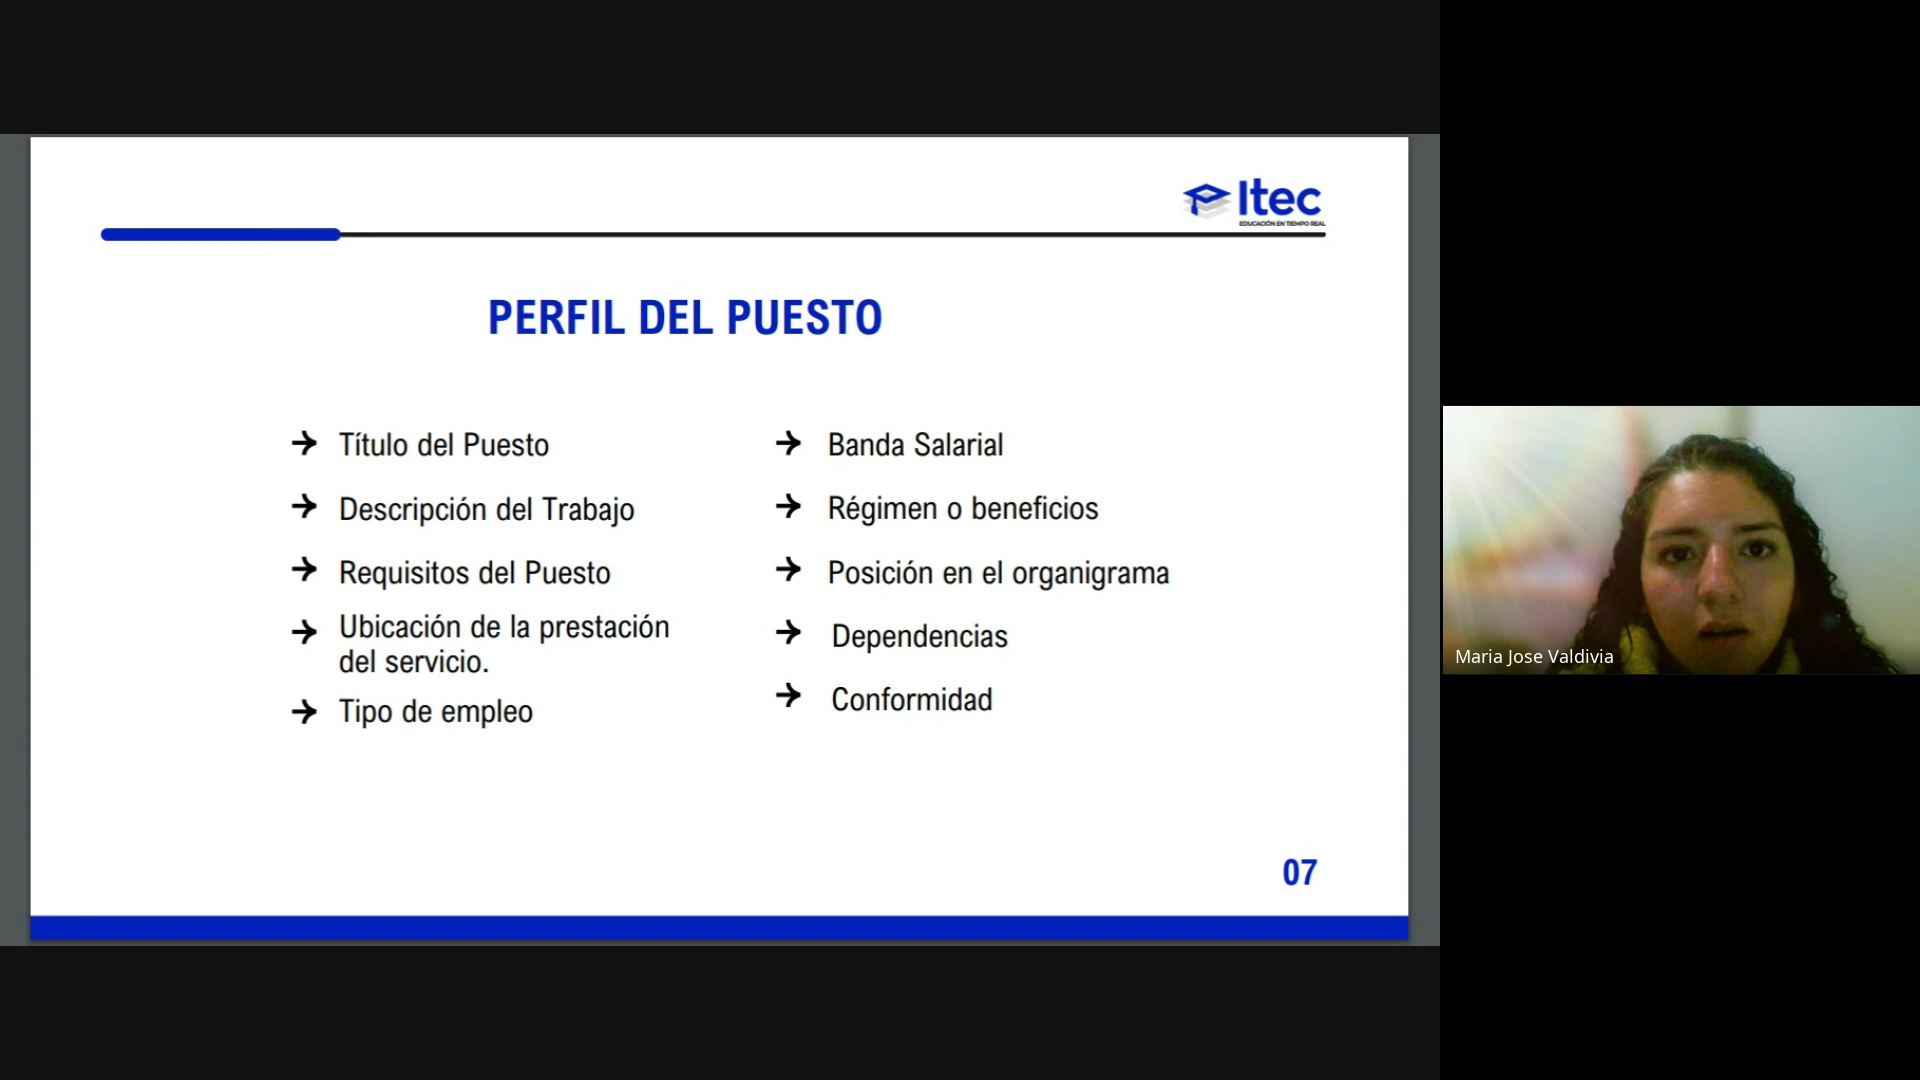 Itec
EDUCACIÓN EN TIEMPO REAL
PERFIL DEL PUESTO
Título del Puesto
Descripción del Trabajo
Requisitos del Puesto
Ubicación de la prestación
del servicio.
Tipo de empleo
Banda Salarial
Régimen o beneficios
Posición en el organigrama
Dependencias
Conformidad
07
Maria Jose Valdivia